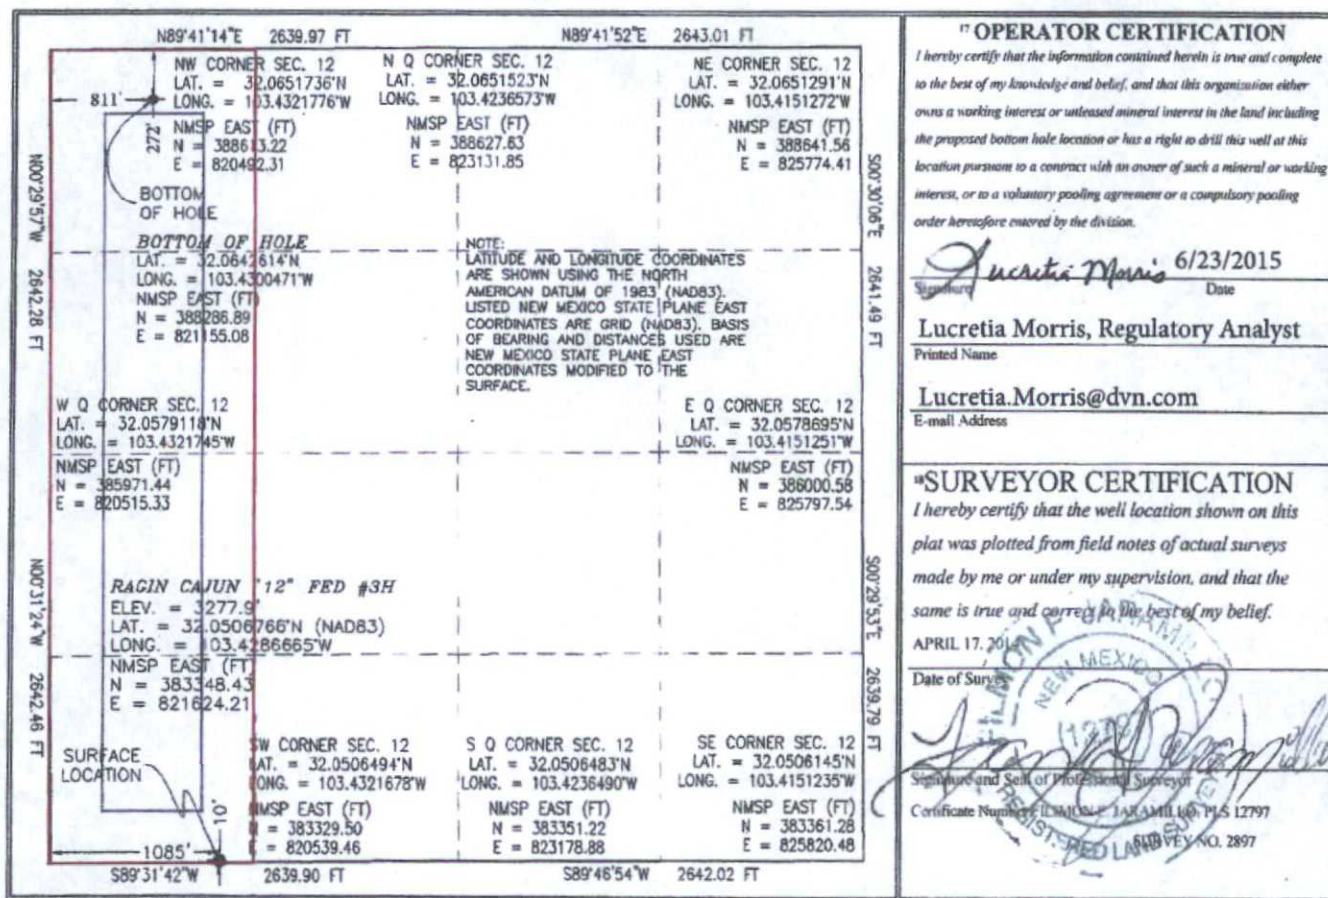 N89°41'14"E 2639.97 FT
N89°41'52"E 2643.01 FT
NW CORNER SEC. 12
LAT. = 32.0651736'N
LONG. = 103.4321776'W
NMSP EAST (FT)
N = 388613.22
E = 820492.31
N Q CORNER SEC. 12
LAT. = 32.0651523'N
LONG. = 103.4236573'W
NMSP EAST (FT)
N = 388627.83
E = 823131.85
NE CORNER SEC. 12
LAT. = 32.0651291'N
LONG. = 103.4151272'W
NMSP EAST (FT)
N = 388641.56
E = 825774.41
811'
272'
BOTTOM
OF HOLE
N00°29'57"W 2642.28 FT
S00°30'06"E 2641.49 FT
BOTTOM OF HOLE
LAT. = 32.0642614'N
LONG. = 103.4300471'W
NMSP EAST (FT)
N = 388286.89
E = 821155.08
NOTE:
LATITUDE AND LONGITUDE COORDINATES
ARE SHOWN USING THE NORTH
AMERICAN DATUM OF 1983 (NAD83).
LISTED NEW MEXICO STATE PLANE EAST
COORDINATES ARE GRID (NAD83). BASIS
OF BEARING AND DISTANCES USED ARE
NEW MEXICO STATE PLANE EAST
COORDINATES MODIFIED TO THE
SURFACE.
W Q CORNER SEC. 12
LAT. = 32.0579118'N
LONG. = 103.4321745'W
NMSP EAST (FT)
N = 385971.44
E = 820515.33
E Q CORNER SEC. 12
LAT. = 32.0578695'N
LONG. = 103.4151251'W
NMSP EAST (FT)
N = 386000.58
E = 825797.54
N00°31'24"W 2642.46 FT
S00°29'53"E 2639.79 FT
RAGIN CAJUN "12" FED #3H
ELEV. = 3277.9'
LAT. = 32.0506766'N (NAD83)
LONG. = 103.4286665'W
NMSP EAST (FT)
N = 383348.43
E = 821624.21
SURFACE
LOCATION
SW CORNER SEC. 12
LAT. = 32.0506494'N
LONG. = 103.4321678'W
NMSP EAST (FT)
N = 383329.50
E = 820539.46
S Q CORNER SEC. 12
LAT. = 32.0506483'N
LONG. = 103.4236490'W
NMSP EAST (FT)
N = 383351.22
E = 823178.88
SE CORNER SEC. 12
LAT. = 32.0506145'N
LONG. = 103.4151235'W
NMSP EAST (FT)
N = 383361.28
E = 825820.48
10'
1085'
S89°31'42"W 2639.90 FT
S89°46'54"W 2642.02 FT
17 OPERATOR CERTIFICATION
I hereby certify that the information contained herein is true and complete
to the best of my knowledge and belief, and that this organization either
owns a working interest or unleased mineral interest in the land including
the proposed bottom hole location or has a right to drill this well at this
location pursuant to a contract with an owner of such a mineral or working
interest, or to a voluntary pooling agreement or a compulsory pooling
order heretofore entered by the division.
Lucretia Morris 6/23/2015
Signature Date
Lucretia Morris, Regulatory Analyst
Printed Name
Lucretia.Morris@dvn.com
E-mail Address
18 SURVEYOR CERTIFICATION
I hereby certify that the well location shown on this
plat was plotted from field notes of actual surveys
made by me or under my supervision, and that the
same is true and correct to the best of my belief.
APRIL 17, 201
Date of Survey
NEW MEXICO
Signature and Seal of Professional Surveyor
Certificate Number FILIMON F. JARAMILLO, PLS 12797
SURVEY NO. 2897